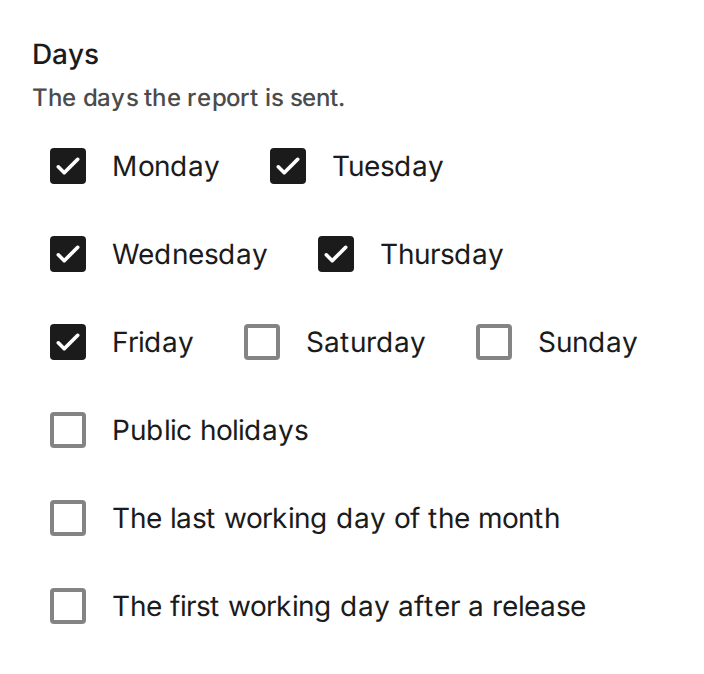 Days
The days the report is sent.
Monday Tuesday
Wednesday Thursday
Friday Saturday Sunday
Public holidays
The last working day of the month
The first working day after a release